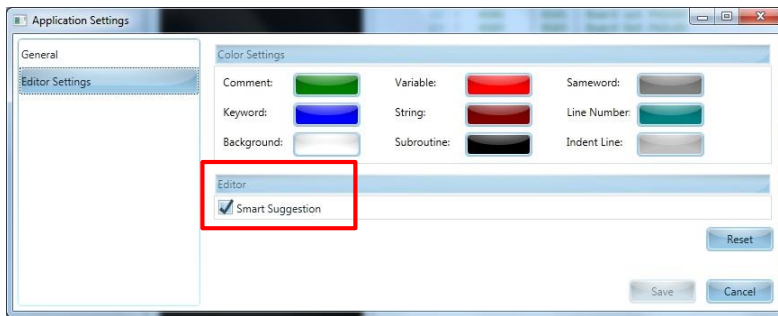 Application Settings
General
Editor Settings
Color Settings
Comment: Variable: Sameword:
Keyword: String: Line Number:
Background: Subroutine: Indent Line:
Editor
Smart Suggestion
Reset
Save Cancel